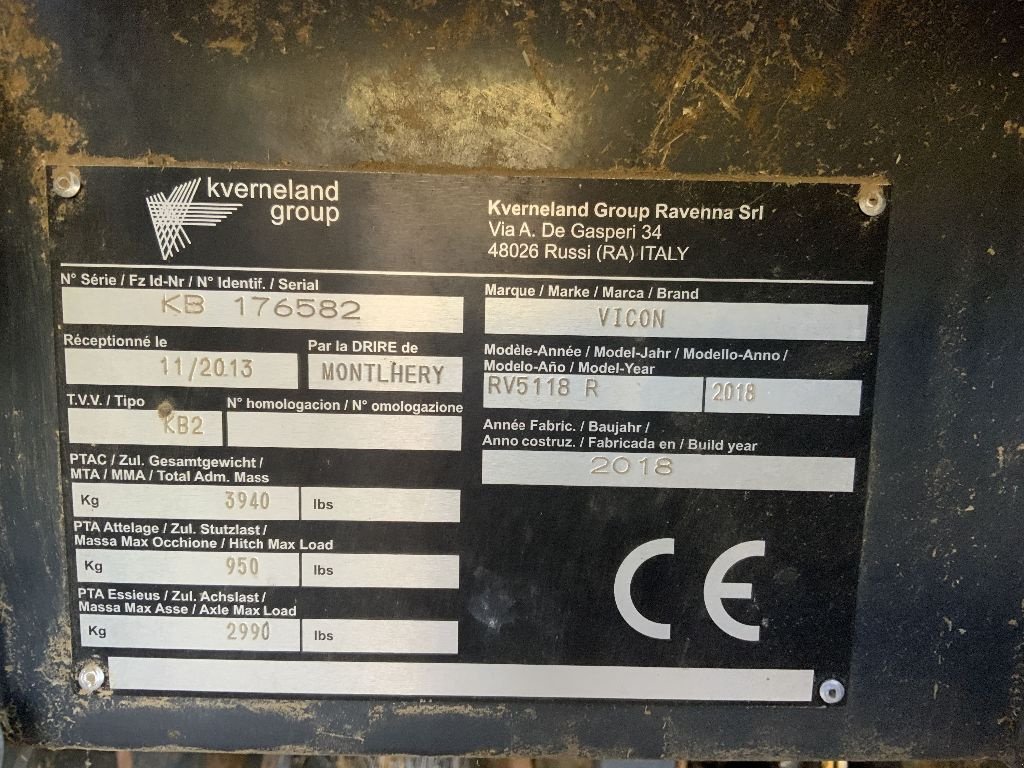 kverneland
group
Kverneland Group Ravenna Srl
Via A. De Gasperi 34
48026 Russi (RA) ITALY
N° Série / Fz Id-Nr / N° Identif. / Serial
KB 176582
Réceptionné le
11/2013
Par la DRIRE de
MONTLHERY
T.V.V. / Tipo
KB2
N° homologacion / N° omologazione
PTAC / Zul. Gesamtgewicht /
MTA / MMA / Total Adm. Mass
Kg 3940 lbs
PTA Attelage / Zul. Stutzlast /
Massa Max Occhione / Hitch Max Load
Kg 950 lbs
PTA Essieus / Zul. Achslast /
Massa Max Asse / Axle Max Load
Kg 2990 lbs
Marque / Marke / Marca / Brand
VICON
Modèle-Année / Model-Jahr / Modello-Anno /
Modelo-Año / Model-Year
RV5118 R 2018
Année Fabric. / Baujahr /
Anno costruz. / Fabricada en / Build year
2018
CE